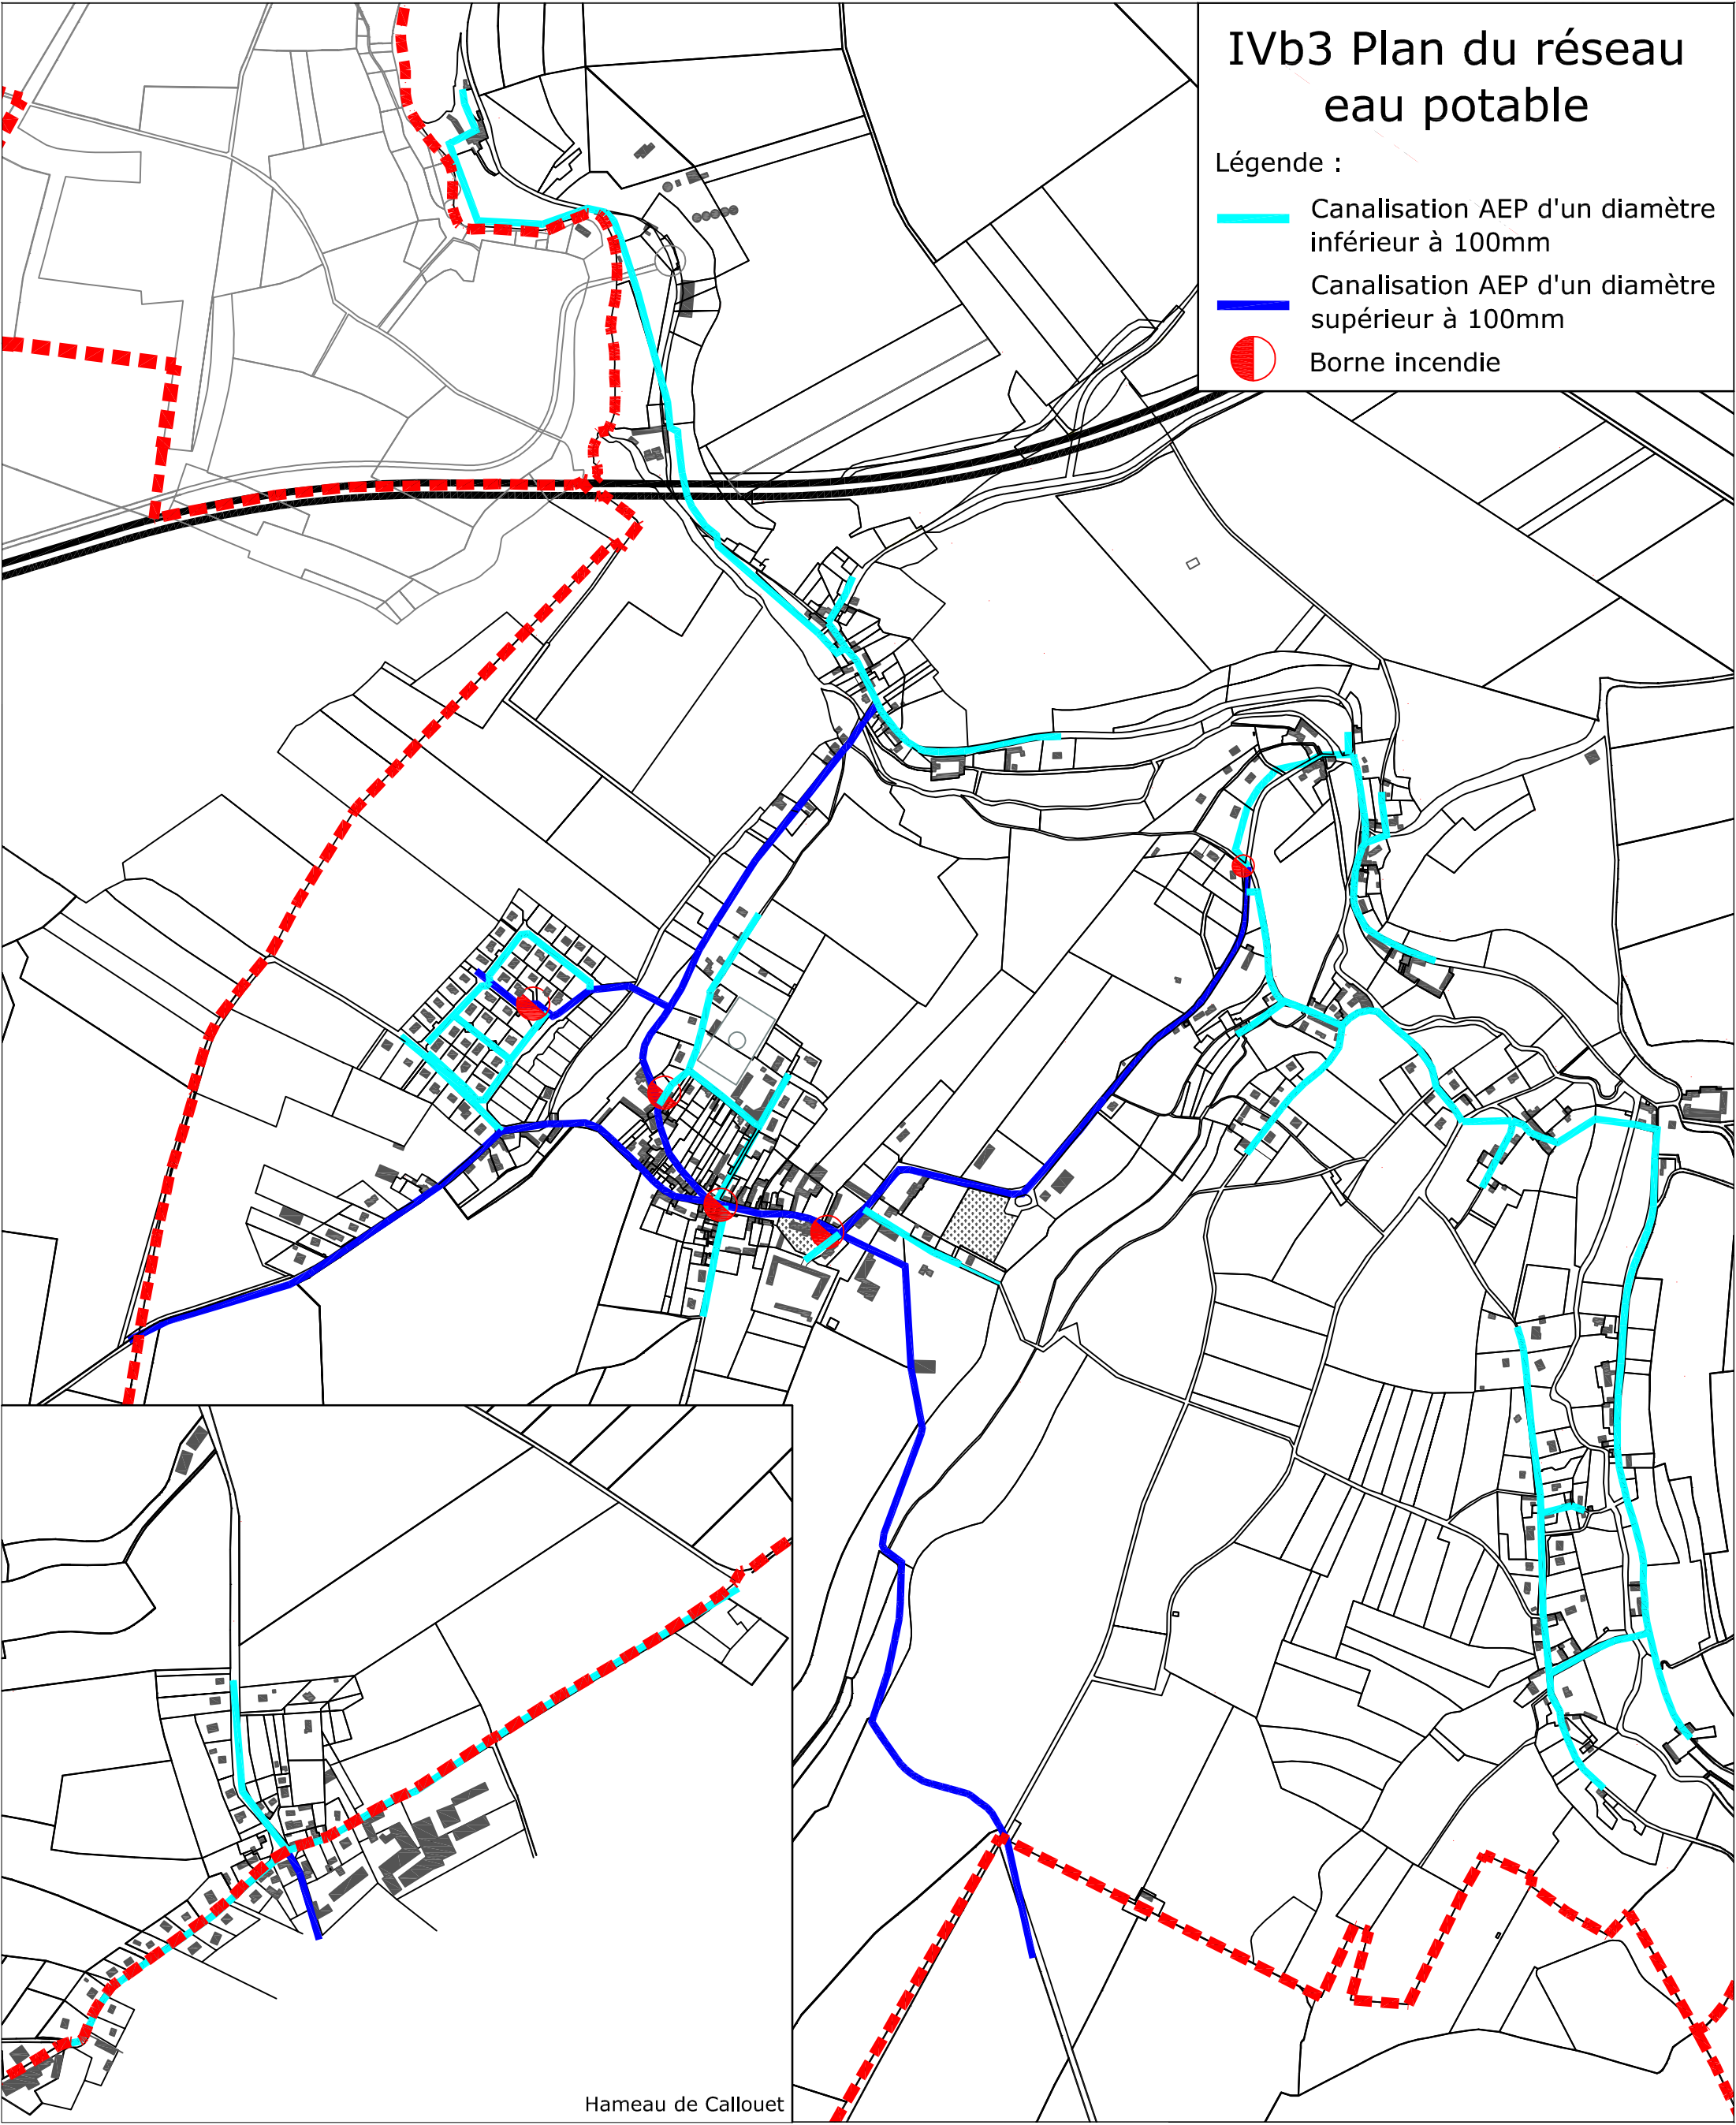 IVb3 Plan du réseau
eau potable
Légende :
Canalisation AEP d'un diamètre
inférieur à 100mm
Canalisation AEP d'un diamètre
supérieur à 100mm
Borne incendie
Hameau de Callouet